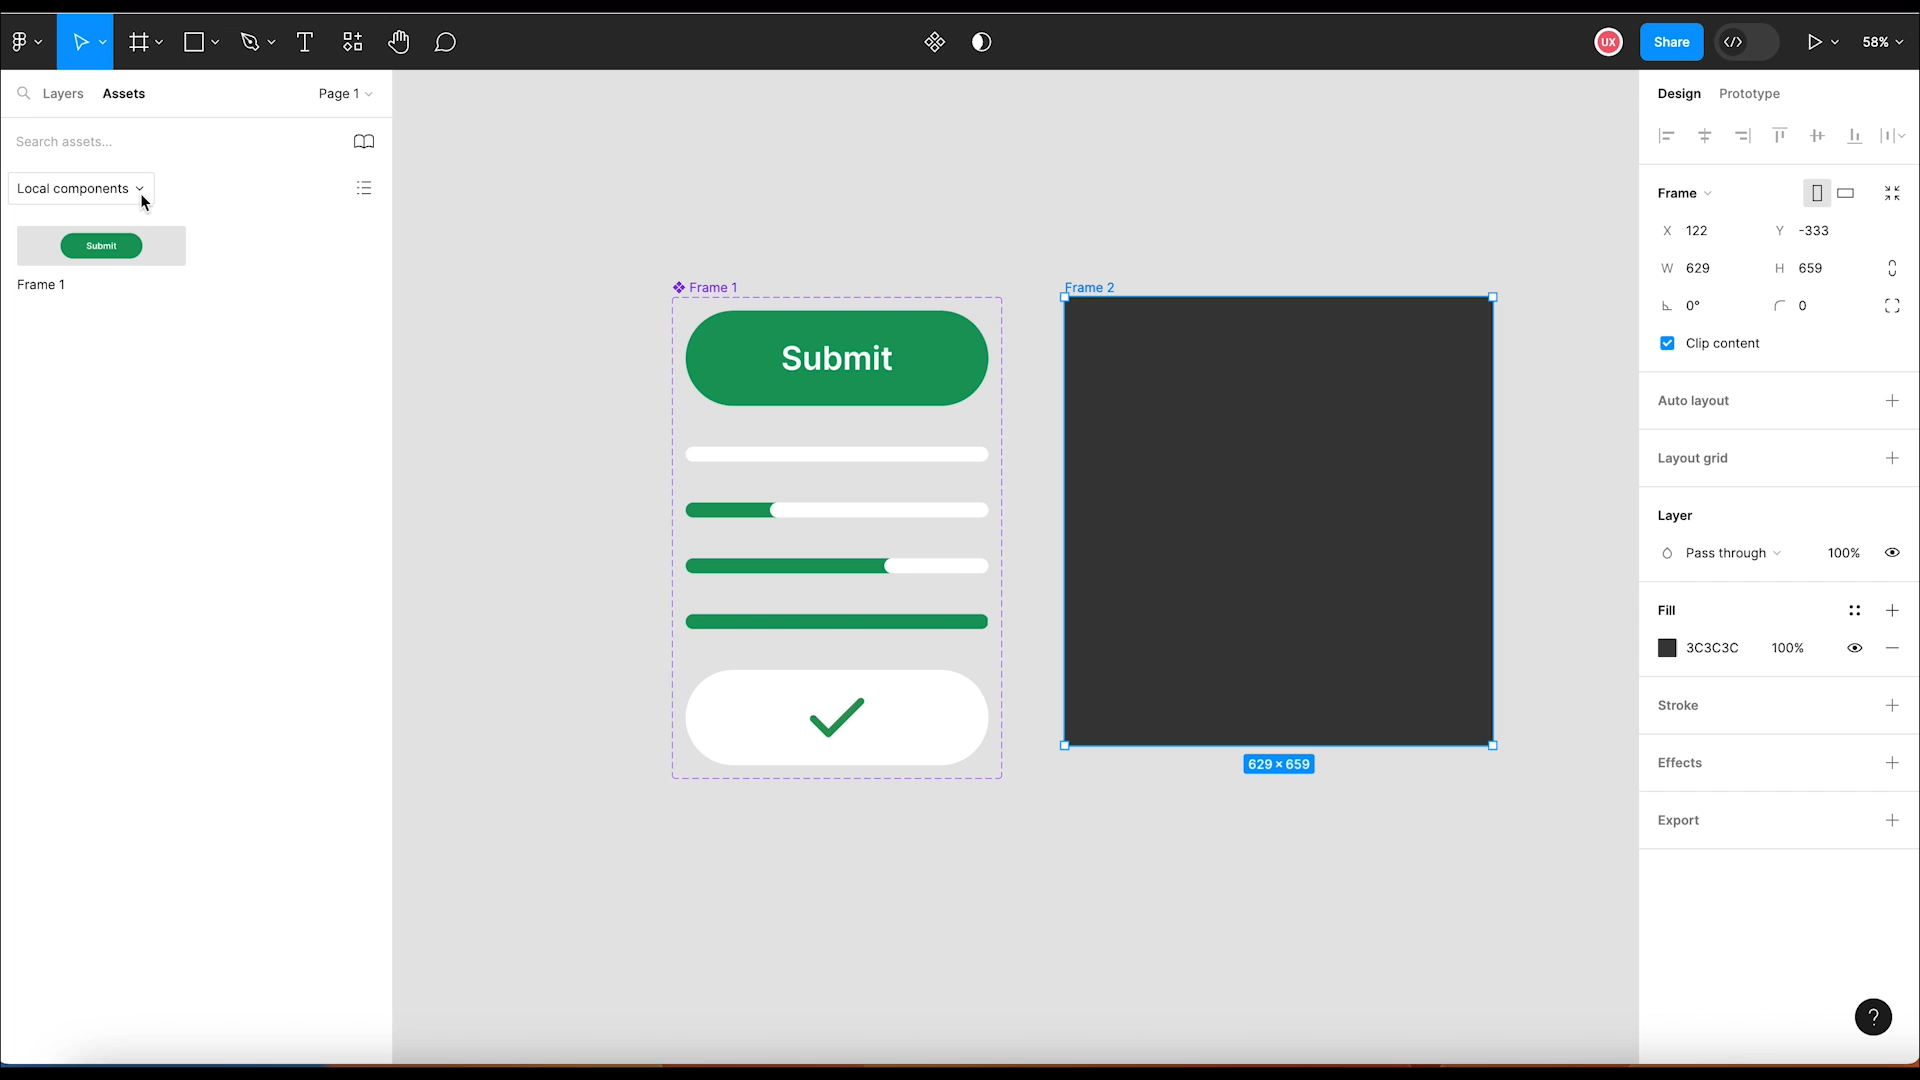 UX
Share
58%
Layers
Assets
Page 1
Search assets...
Local components
Submit
Frame 1
Frame 1
Submit
Frame 2
629 × 659
Design
Prototype
Frame
X 122
Y -333
W 629
H 659
0°
0
Clip content
Auto layout
Layout grid
Layer
Pass through
100%
Fill
3C3C3C
100%
Stroke
Effects
Export
?